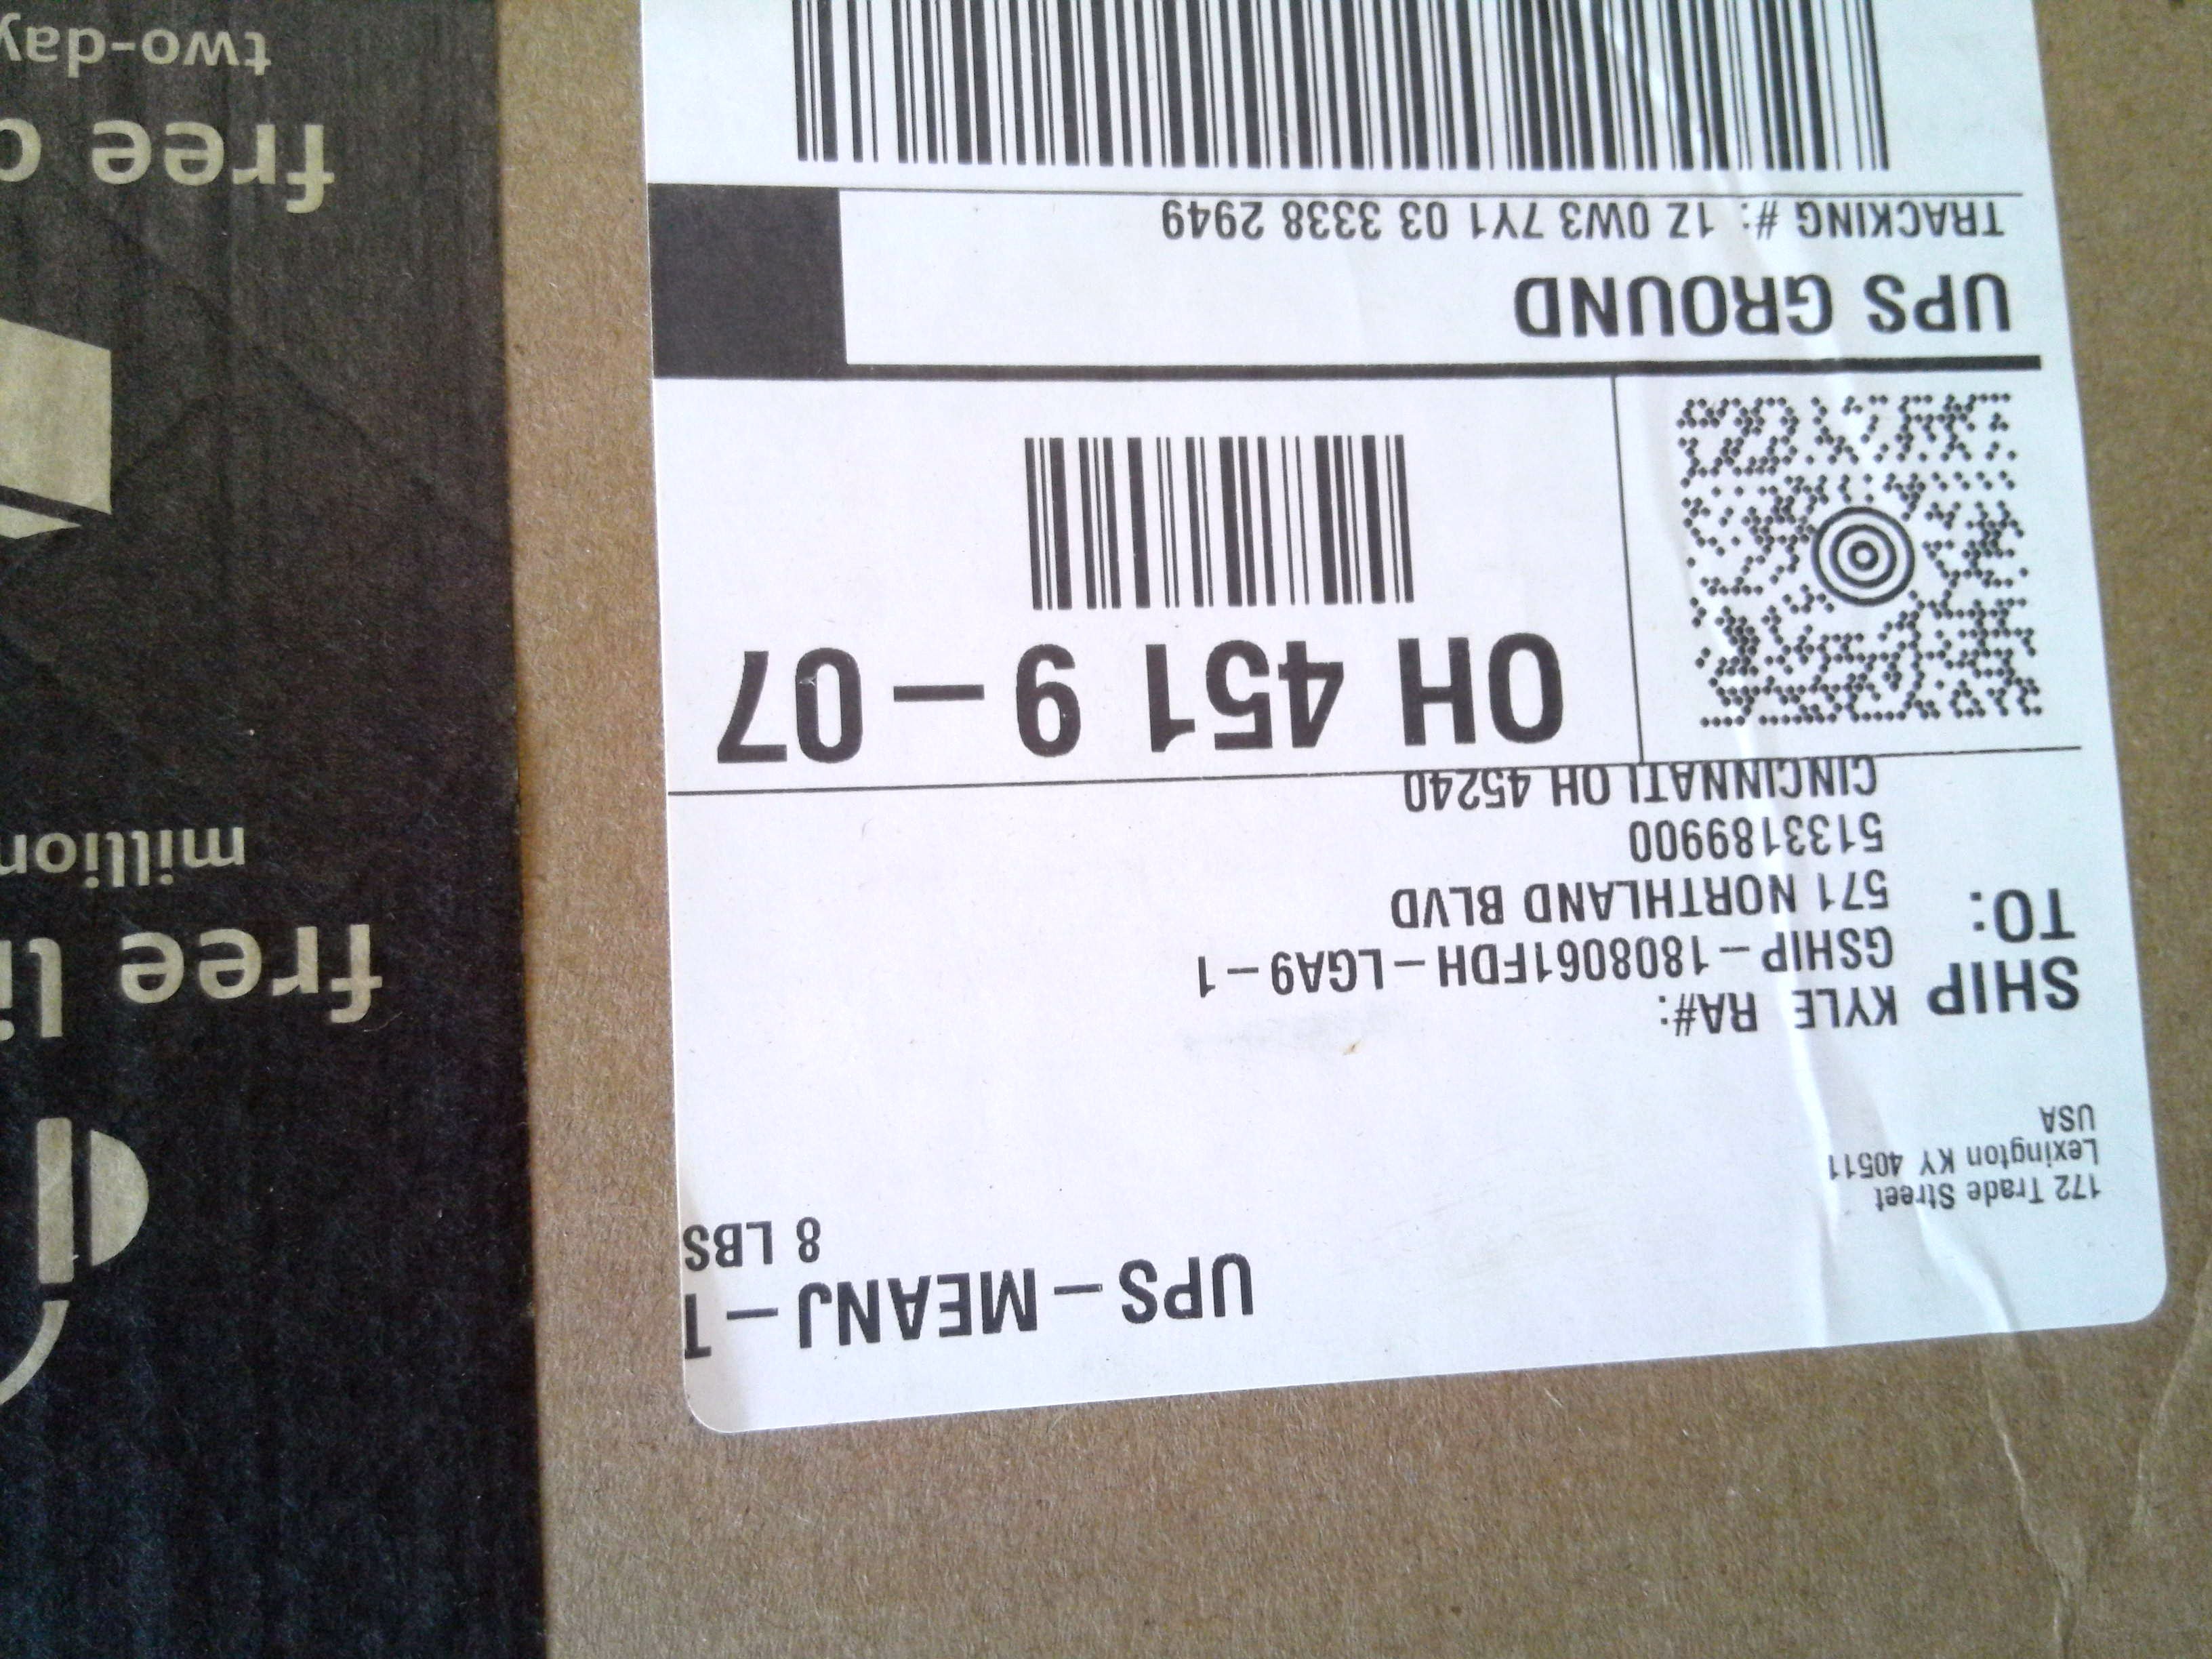 UPS – MEANJ – 1
8 LBS
172 Trade Street
Lexington KY 40511
USA
SHIP
TO:
KYLE RA#:
GSHIP – 1808061FDH – LGA9 – 1
571 NORTHLAND BLVD
5133189900
CINCINNATI OH 45240
OH 451 9 – 07
UPS GROUND
TRACKING #: 1Z 0W3 7Y1 03 3338 2949
free
million
free
two-day